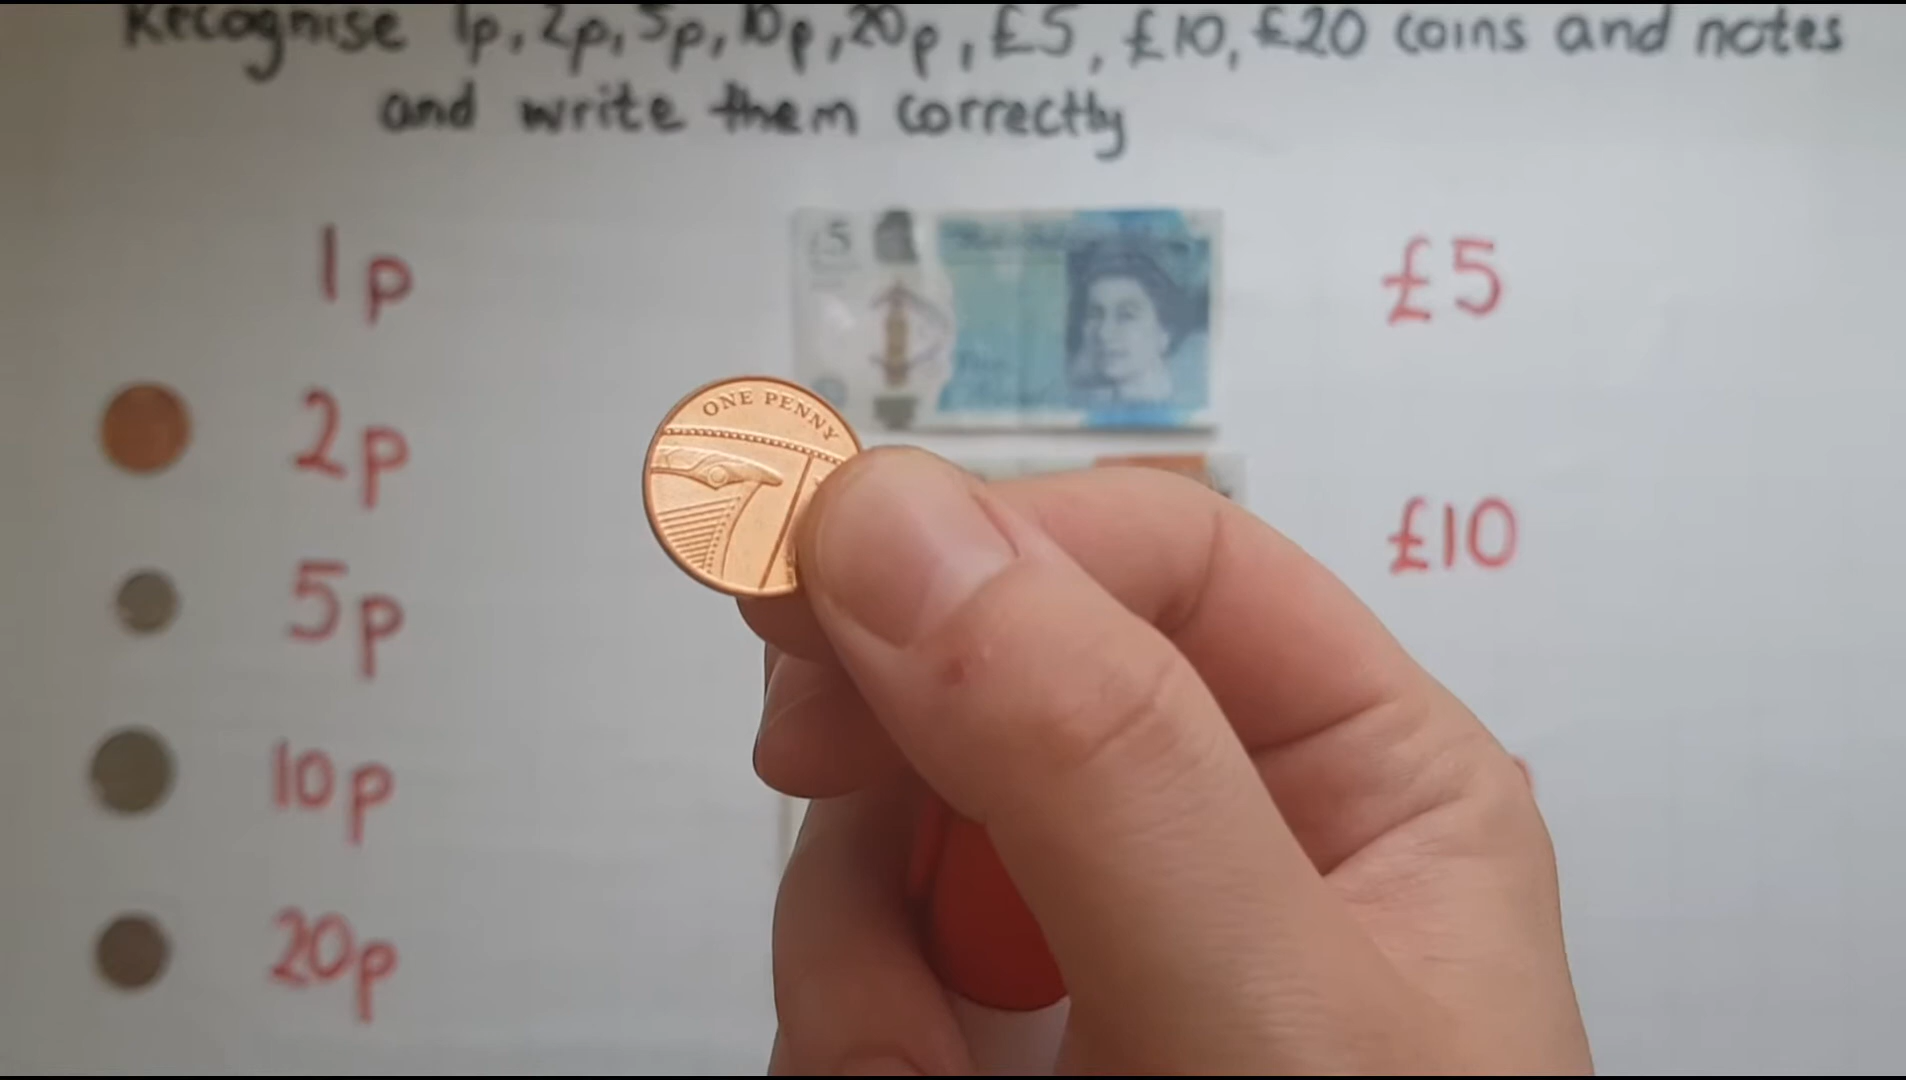 Recognise 1p, 2p, 5p, 10p, 20p, £5, £10, £20 coins and notes
and write them correctly
1p
£5
£5
ONE PENNY
2p
£10
5p
10p
20p